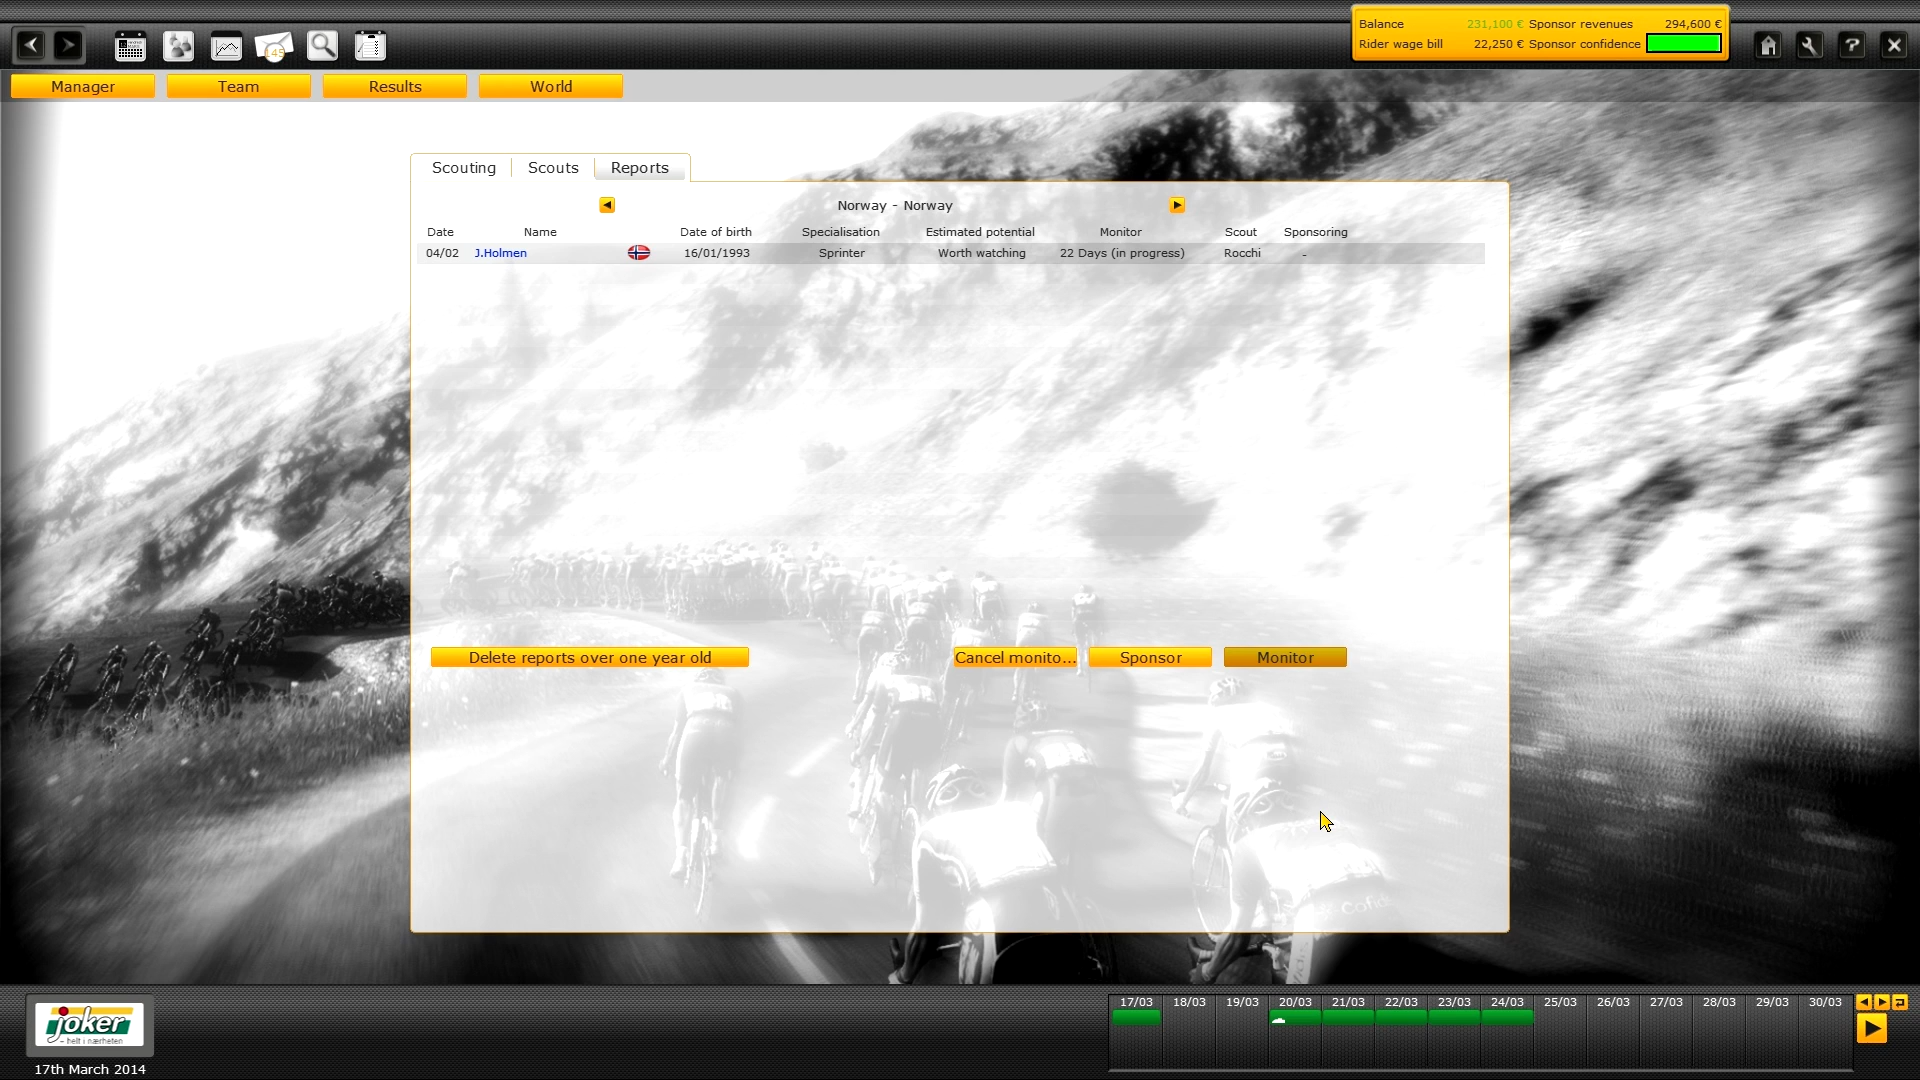 Balance 231,100 € Sponsor revenues 294,600 €
Rider wage bill 22,250 € Sponsor confidence
145
Manager Team Results World
Scouting Scouts Reports
Norway - Norway
Date Name Date of birth Specialisation Estimated potential Monitor Scout Sponsoring
04/02 J.Holmen 16/01/1993 Sprinter Worth watching 22 Days (in progress) Rocchi -
Delete reports over one year old Cancel monito... Sponsor Monitor
Cofidis
17/03 18/03 19/03 20/03 21/03 22/03 23/03 24/03 25/03 26/03 27/03 28/03 29/03 30/03
joker
- helt i nærheten
17th March 2014